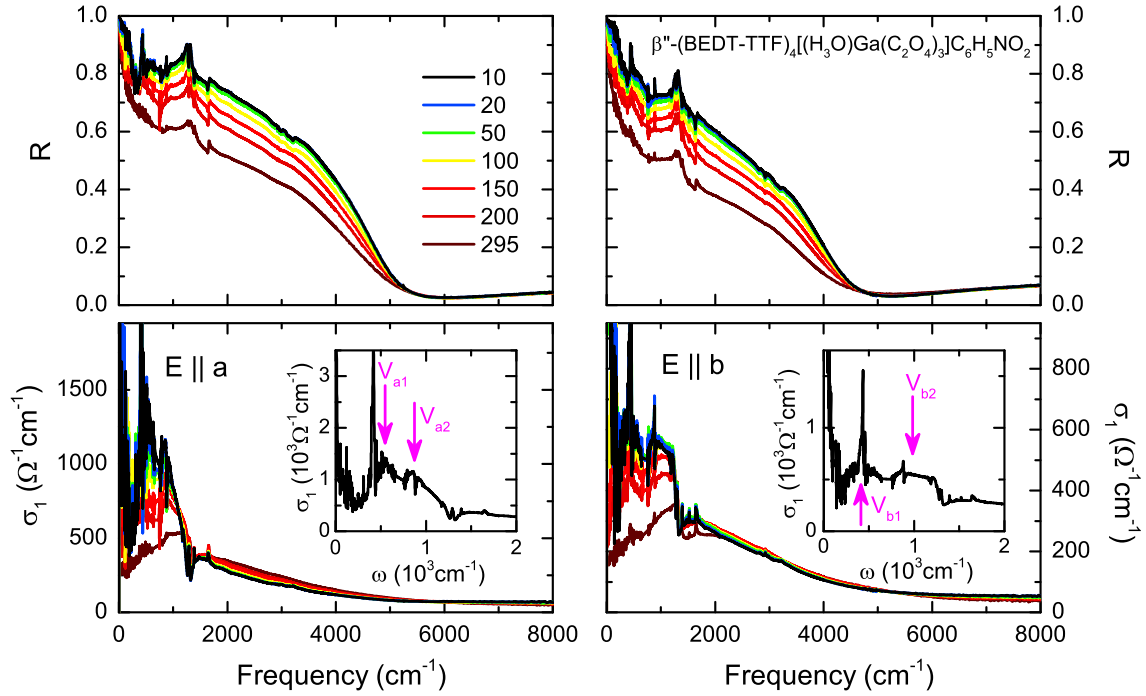 β"-(BEDT-TTF)₄[(H₃O)Ga(C₂O₄)₃]C₆H₅NO₂
1.0
0.8
0.6
0.4
0.2
0.0
R
10
20
50
100
150
200
295
1.0
0.8
0.6
0.4
0.2
0.0
R
E || a
1500
1000
500
0
σ₁ (Ω⁻¹cm⁻¹)
3
2
1
0
σ₁ (10³Ω⁻¹cm⁻¹)
Vₐ₁
Vₐ₂
0 1 2
ω (10³cm⁻¹)
0 2000 4000 6000 8000
Frequency (cm⁻¹)
E || b
1
0
σ₁ (10³Ω⁻¹cm⁻¹)
V_b2
V_b1
0 1 2
ω (10³cm⁻¹)
800
600
400
200
0
σ₁ (Ω⁻¹cm⁻¹)
0 2000 4000 6000 8000
Frequency (cm⁻¹)